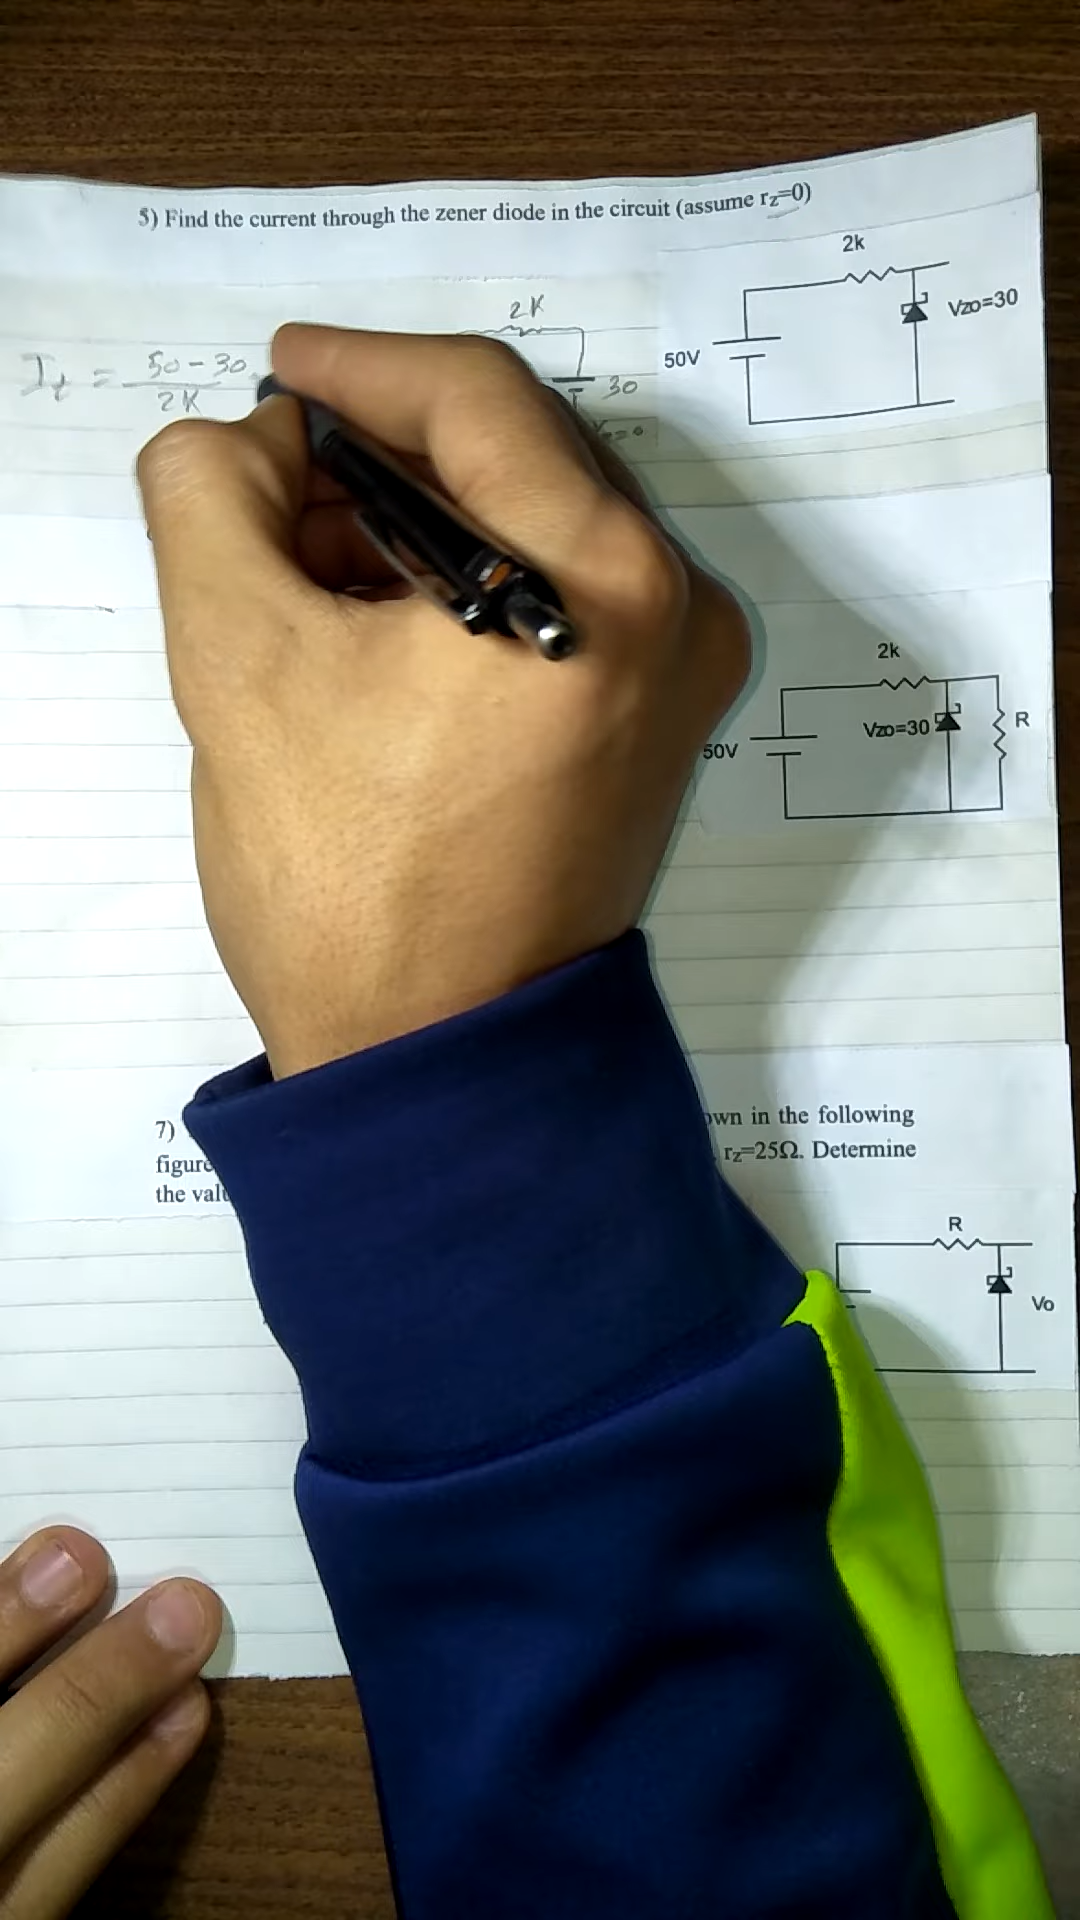 5) Find the current through the zener diode in the circuit (assume rz=0)
2k
Vzo=30
50V
2K
30
It = 50-30
2K
2k
Vzo=30
R
50V
7)
own in the following
figure
rz=25Ω. Determine
the val
R
Vo